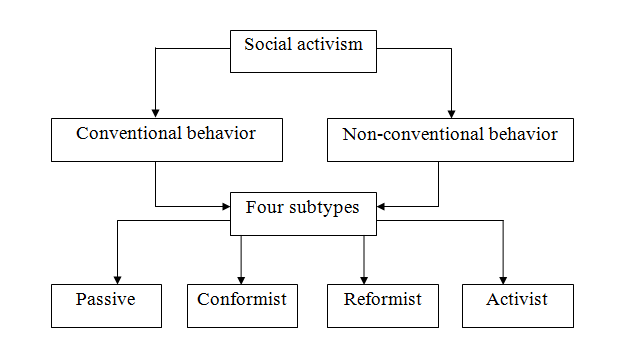 Social activism
Conventional behavior
Non-conventional behavior
Four subtypes
Passive
Conformist
Reformist
Activist